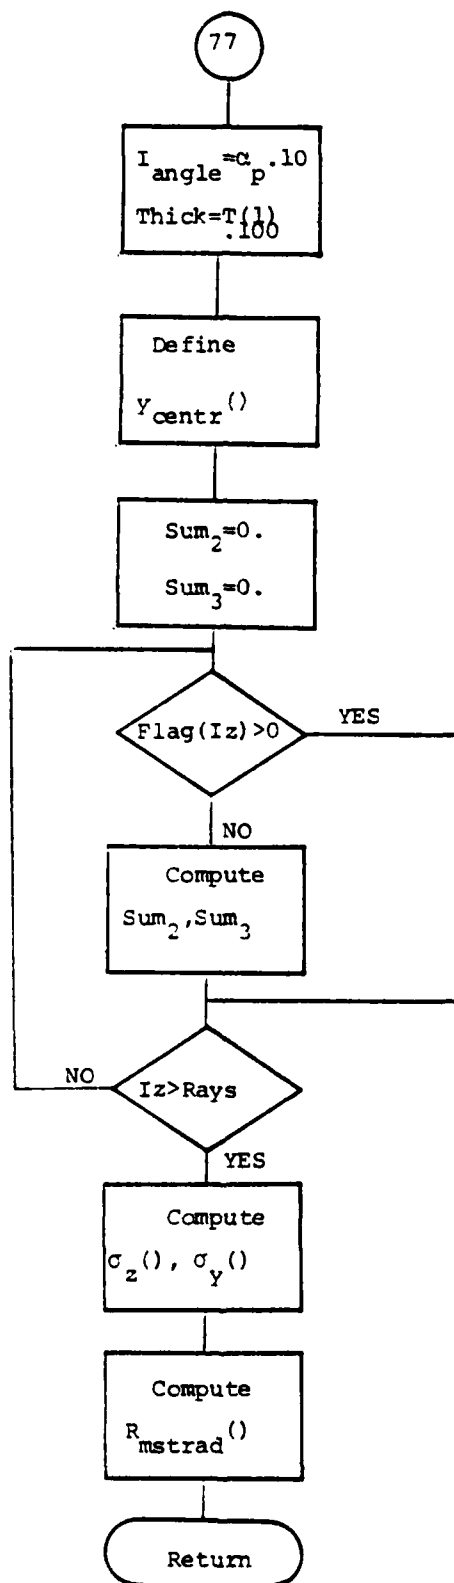 77
I_angle=α_p.10
Thick=T(1)
.100
Define
Y_centr()
Sum_2=0.
Sum_3=0.
Flag(Iz)>0
YES
NO
Compute
Sum_2,Sum_3
NO
Iz>Rays
YES
Compute
σ_z(), σ_y()
Compute
R_mstrad()
Return